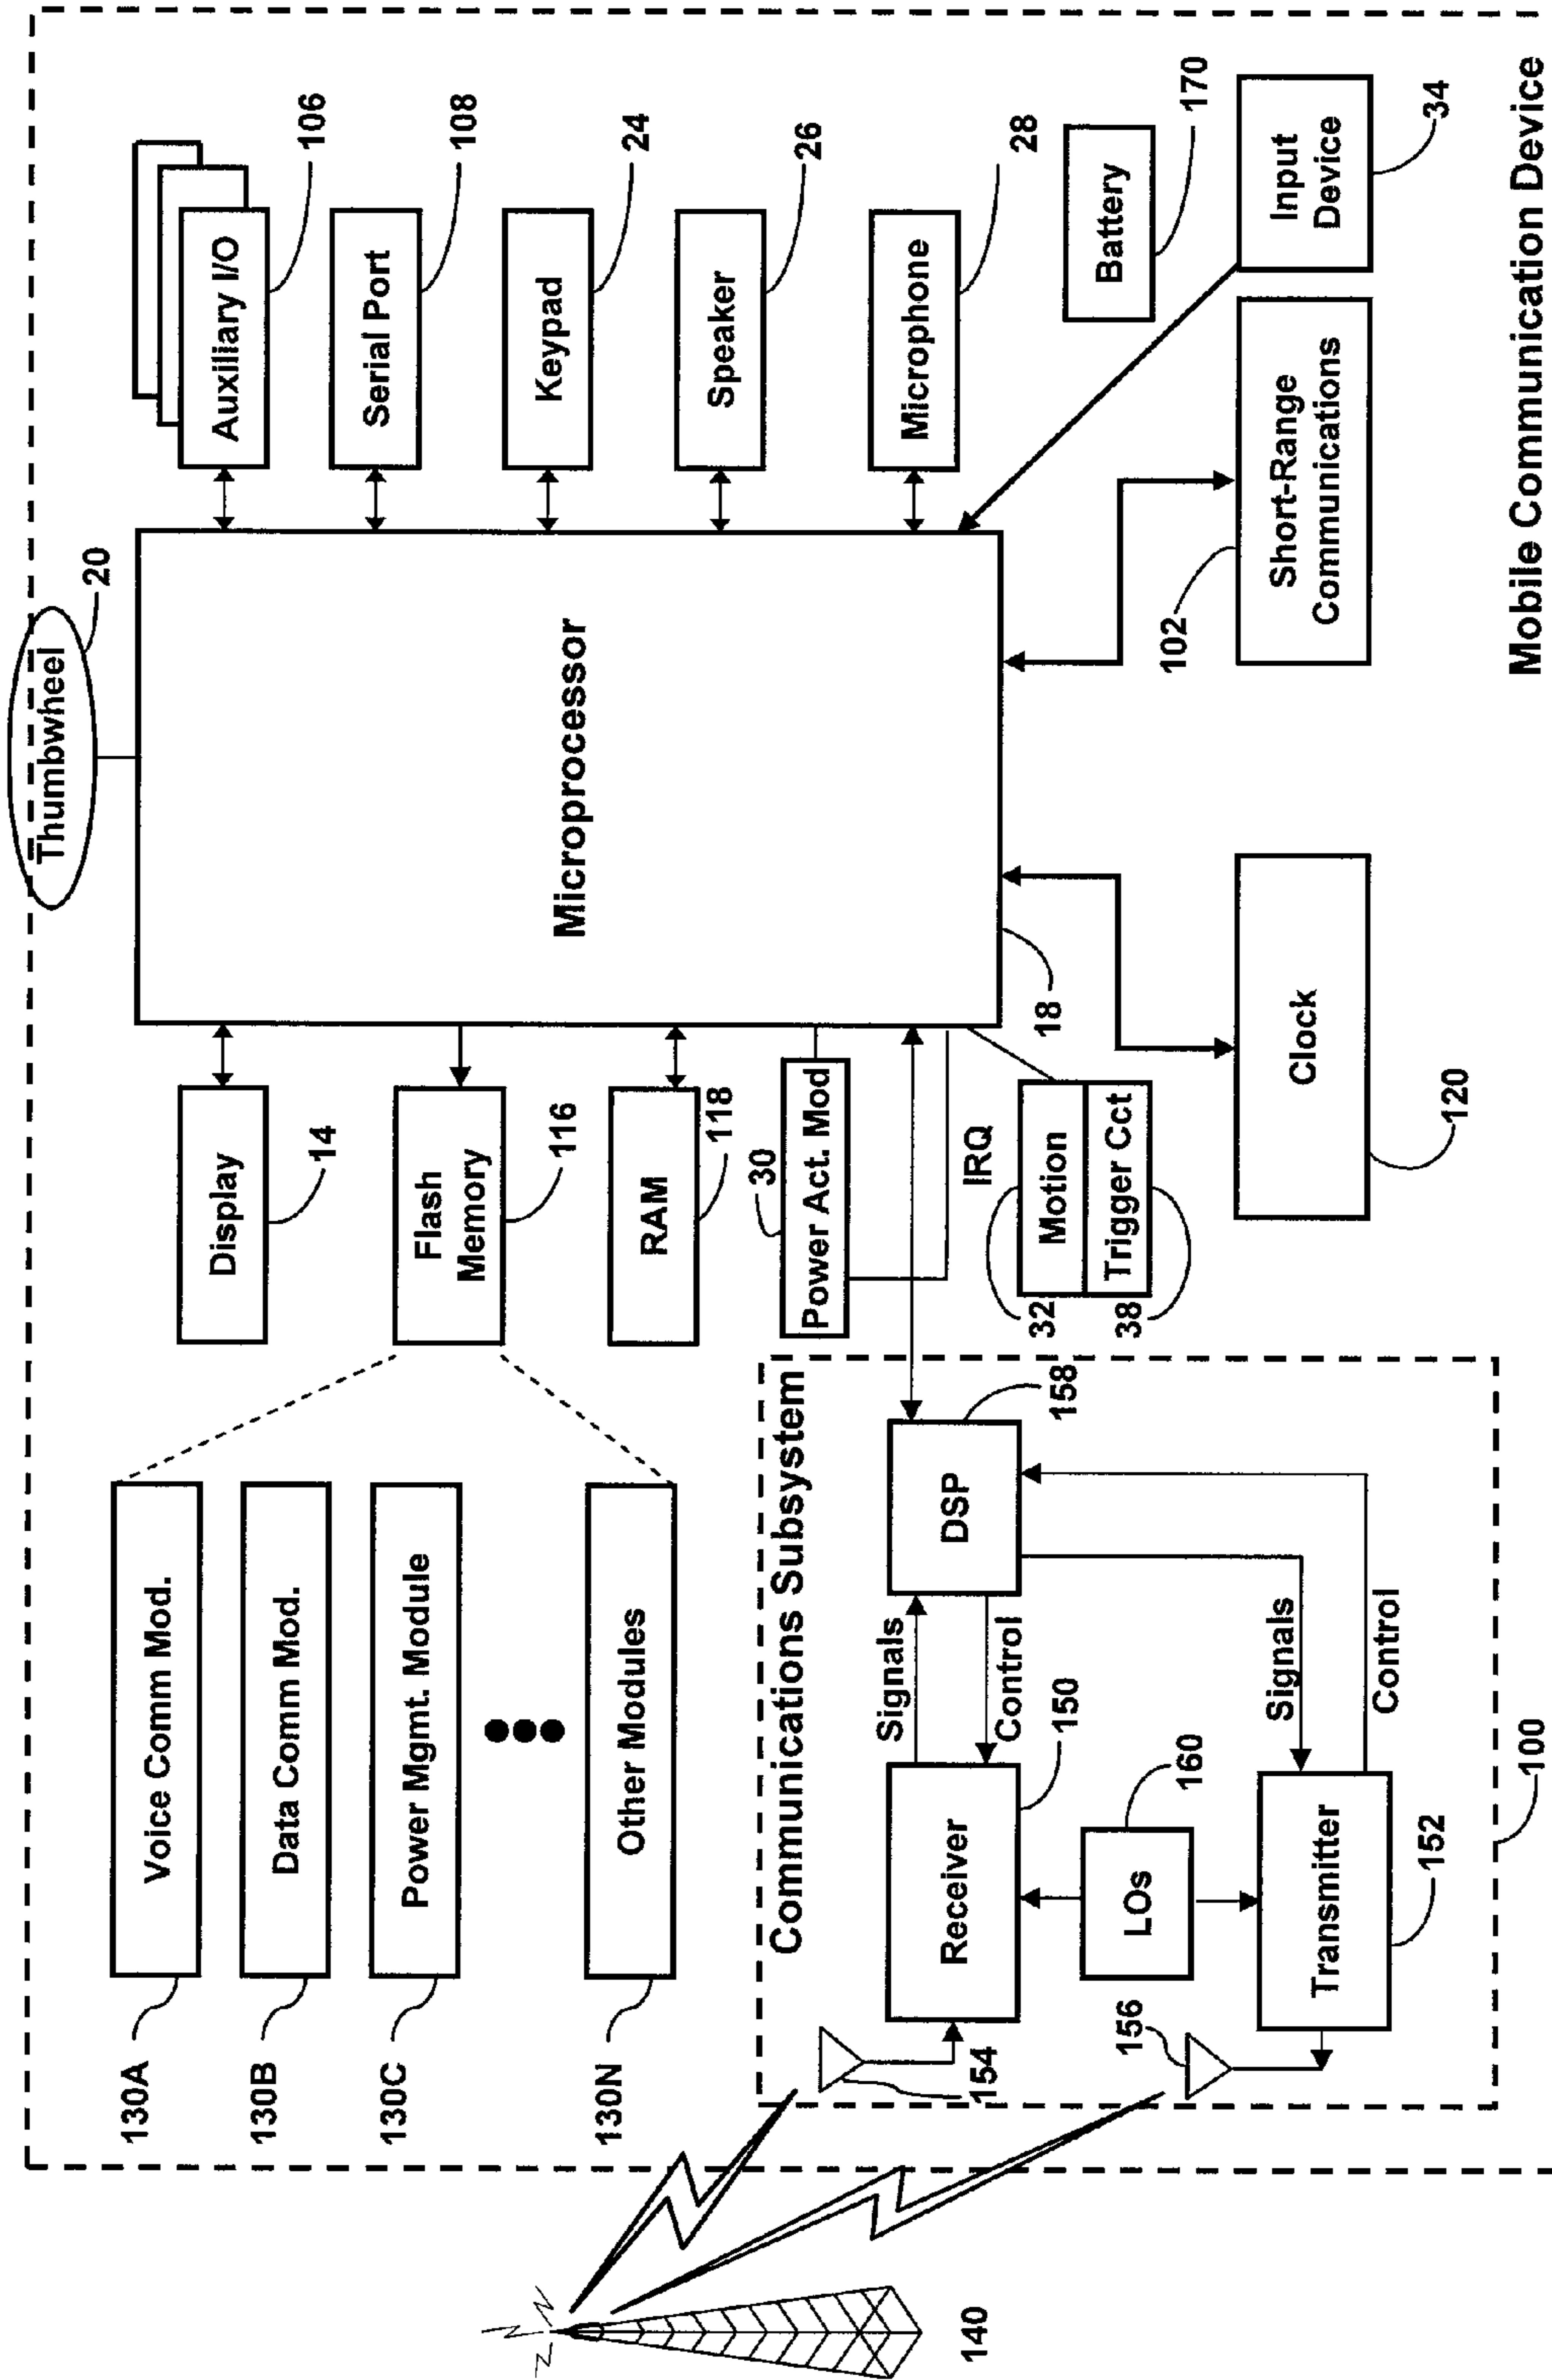 Thumbwheel
20
Voice Comm Mod.
130A
Data Comm Mod.
130B
Power Mgmt. Module
130C
Other Modules
130N
Display
14
Flash
Memory
116
RAM
118
30
Power Act. Mod
IRQ
Motion
32
Trigger Cct
38
Microprocessor
18
Auxiliary I/O
106
Serial Port
108
Keypad
24
Speaker
26
Microphone
28
Battery
170
Input
Device
34
Short-Range
Communications
102
Clock
120
Communications Subsystem
Signals
Control
DSP
158
Receiver
150
154
LOs
160
156
Transmitter
152
Signals
Control
100
140
Mobile Communication Device